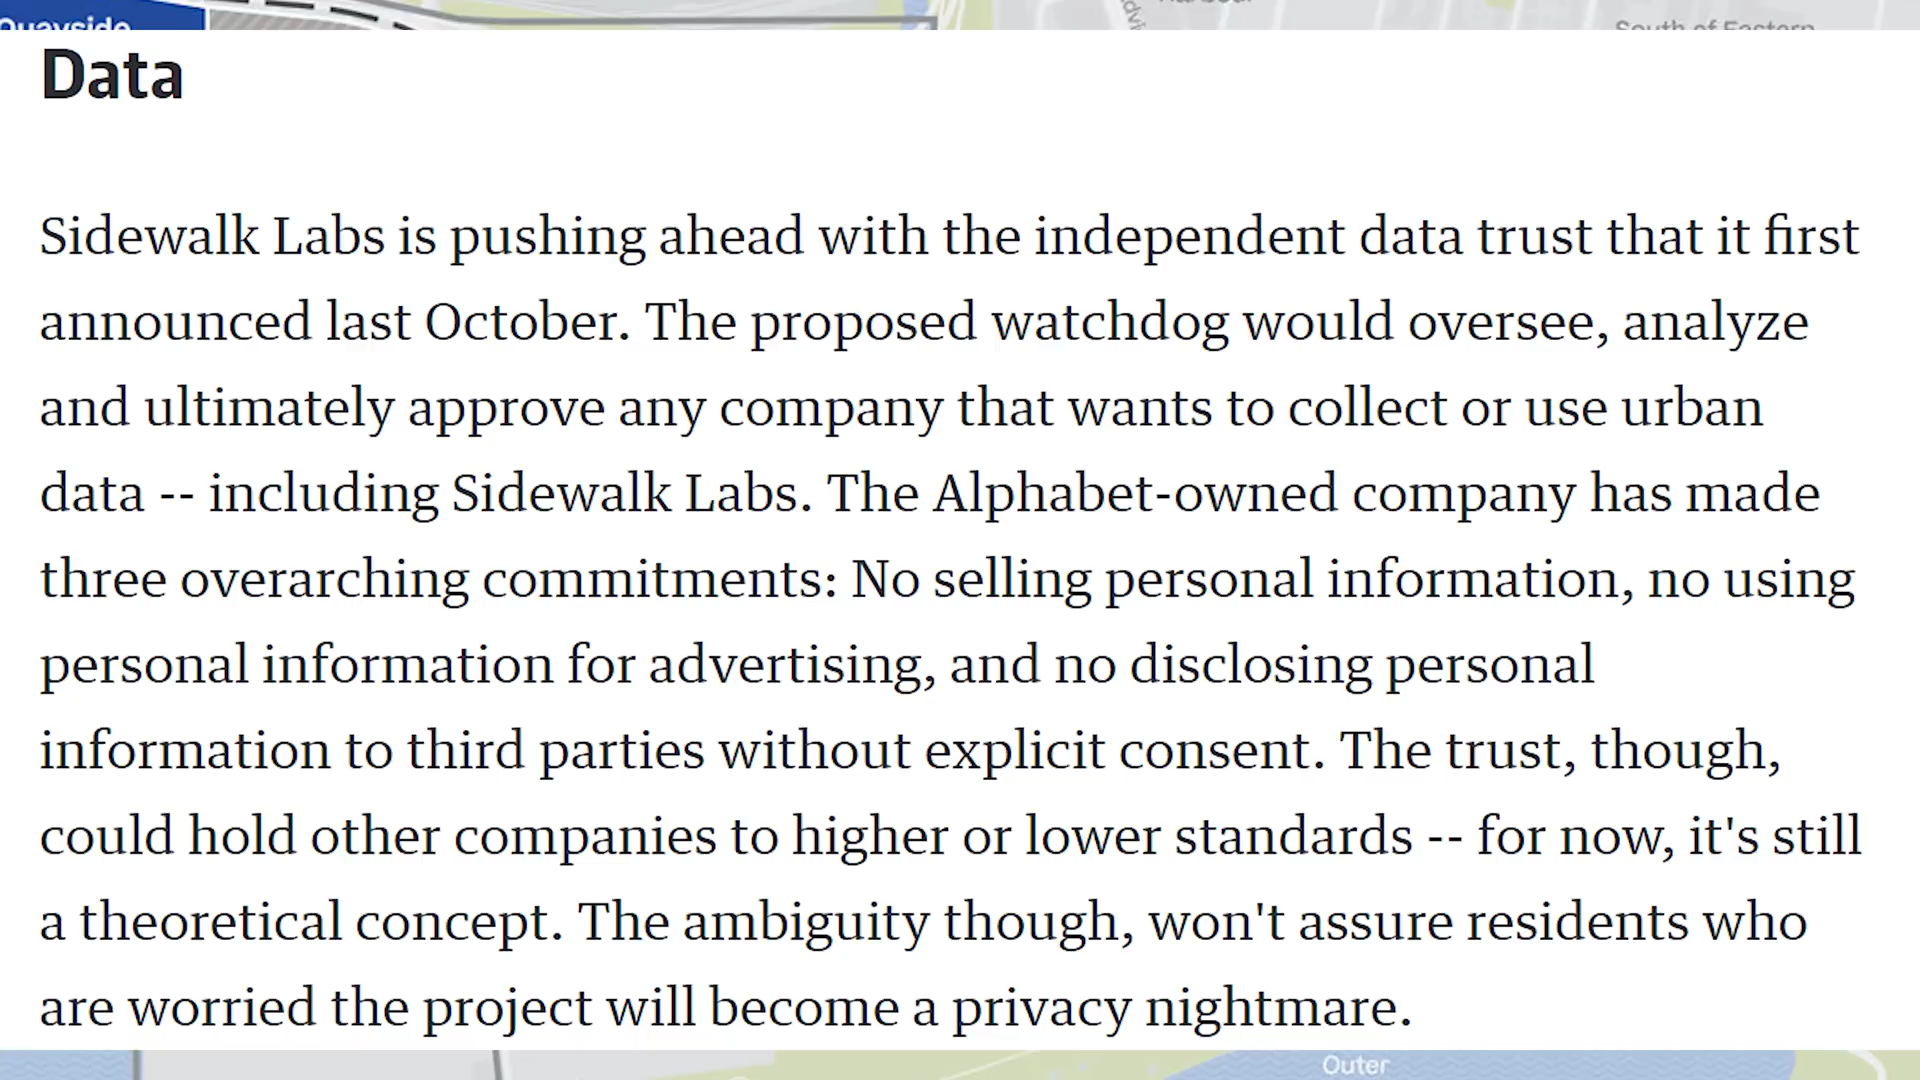 Quayside
South of Eastern
Data
Sidewalk Labs is pushing ahead with the independent data trust that it first
announced last October. The proposed watchdog would oversee, analyze
and ultimately approve any company that wants to collect or use urban
data -- including Sidewalk Labs. The Alphabet-owned company has made
three overarching commitments: No selling personal information, no using
personal information for advertising, and no disclosing personal
information to third parties without explicit consent. The trust, though,
could hold other companies to higher or lower standards -- for now, it's still
a theoretical concept. The ambiguity though, won't assure residents who
are worried the project will become a privacy nightmare.
Outer